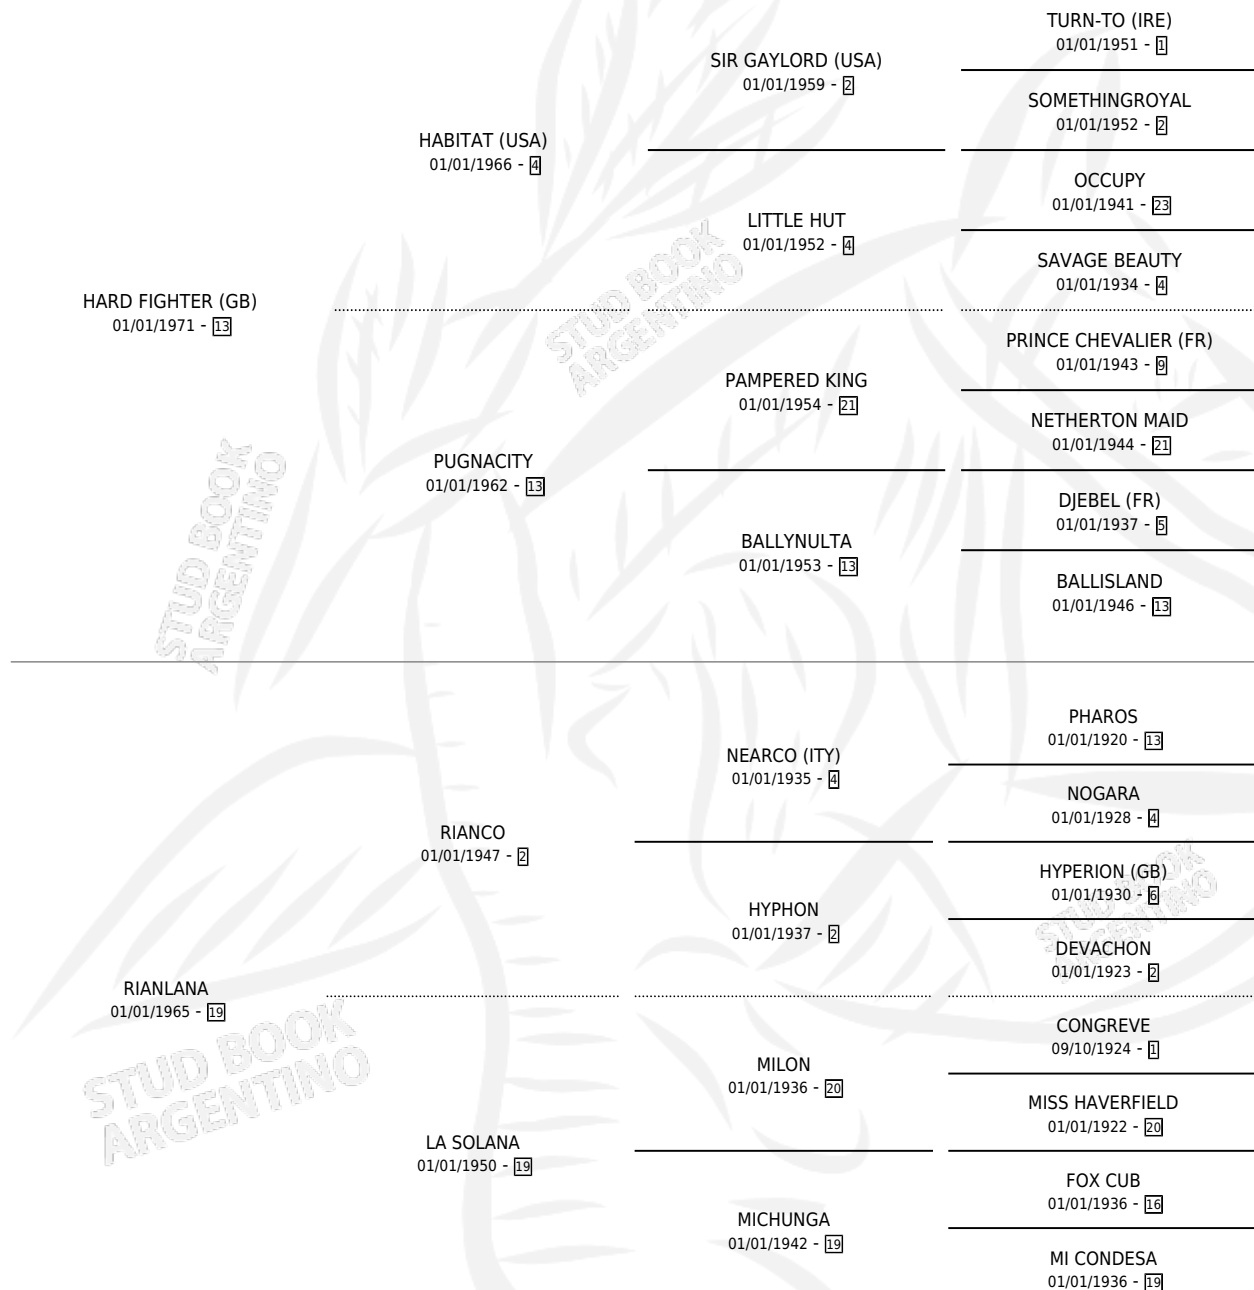 TURN-TO (IRE)
01/01/1951 - 1
SIR GAYLORD (USA)
01/01/1959 - 2
SOMETHINGROYAL
01/01/1952 - 2
HABITAT (USA)
01/01/1966 - 4
OCCUPY
01/01/1941 - 23
LITTLE HUT
01/01/1952 - 4
SAVAGE BEAUTY
01/01/1934 - 4
HARD FIGHTER (GB)
01/01/1971 - 13
PRINCE CHEVALIER (FR)
01/01/1943 - 9
PAMPERED KING
01/01/1954 - 21
NETHERTON MAID
01/01/1944 - 21
PUGNACITY
01/01/1962 - 13
DJEBEL (FR)
01/01/1937 - 5
BALLYNULTA
01/01/1953 - 13
BALLISLAND
01/01/1946 - 13
PHAROS
01/01/1920 - 13
NEARCO (ITY)
01/01/1935 - 4
NOGARA
01/01/1928 - 4
RIANCO
01/01/1947 - 2
HYPERION (GB)
01/01/1930 - 6
HYPHON
01/01/1937 - 2
DEVACHON
01/01/1923 - 2
RIANLANA
01/01/1965 - 19
CONGREVE
09/10/1924 - 1
MILON
01/01/1936 - 20
MISS HAVERFIELD
01/01/1922 - 20
LA SOLANA
01/01/1950 - 19
FOX CUB
01/01/1936 - 16
MICHUNGA
01/01/1942 - 19
MI CONDESA
01/01/1936 - 19
STUD BOOK
ARGENTINO
STUD BOOK
ARGENTINO
STUD BOOK
ARGENTINO
STUD BOOK
ARGENTINO